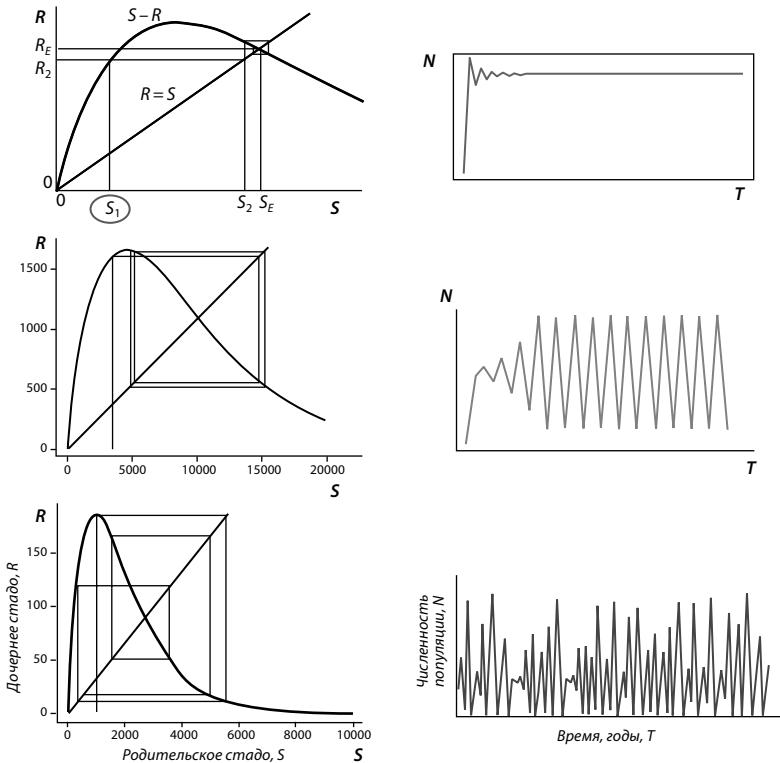 R
S – R
R_E
R_2
R = S
0
0
S_1
S_2 S_E
S
N
T
R
1500
1000
500
0
0 5000 10000 15000 20000
S
N
T
R
150
100
50
0
Дочернее стадо, R
0 2000 4000 6000 8000 10000
Родительское стадо, S
S
Численность
популяции, N
Время, годы, T